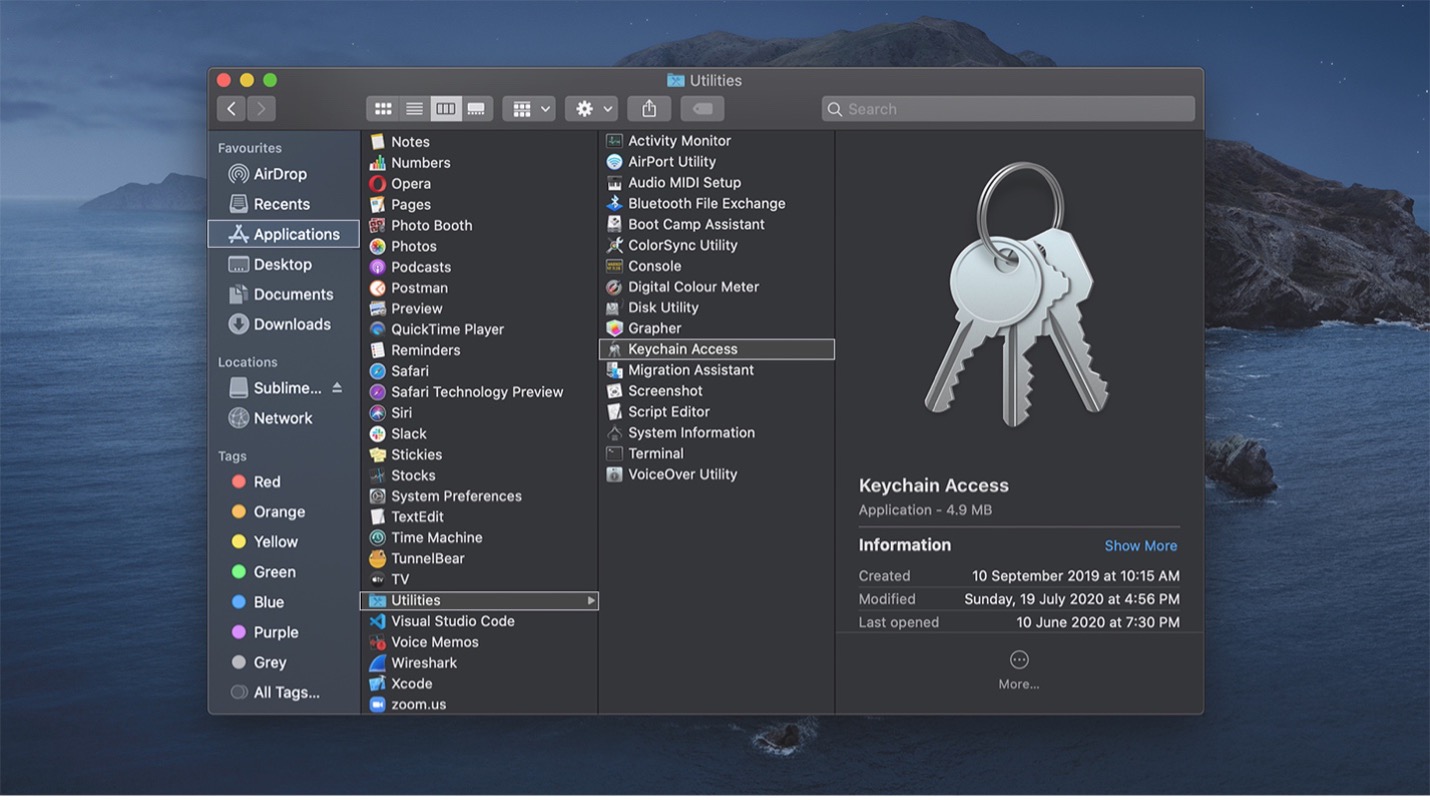 Utilities
Search
Favourites
AirDrop
Recents
Applications
Desktop
Documents
Downloads
Locations
Sublime...
Network
Tags
Red
Orange
Yellow
Green
Blue
Purple
Grey
All Tags...
Notes
Numbers
Opera
Pages
Photo Booth
Photos
Podcasts
Postman
Preview
QuickTime Player
Reminders
Safari
Safari Technology Preview
Siri
Slack
Stickies
Stocks
System Preferences
TextEdit
Time Machine
TunnelBear
TV
Utilities
Visual Studio Code
Voice Memos
Wireshark
Xcode
zoom.us
Activity Monitor
AirPort Utility
Audio MIDI Setup
Bluetooth File Exchange
Boot Camp Assistant
ColorSync Utility
Console
Digital Colour Meter
Disk Utility
Grapher
Keychain Access
Migration Assistant
Screenshot
Script Editor
System Information
Terminal
VoiceOver Utility
Keychain Access
Application - 4.9 MB
Information Show More
Created 10 September 2019 at 10:15 AM
Modified Sunday, 19 July 2020 at 4:56 PM
Last opened 10 June 2020 at 7:30 PM
More...